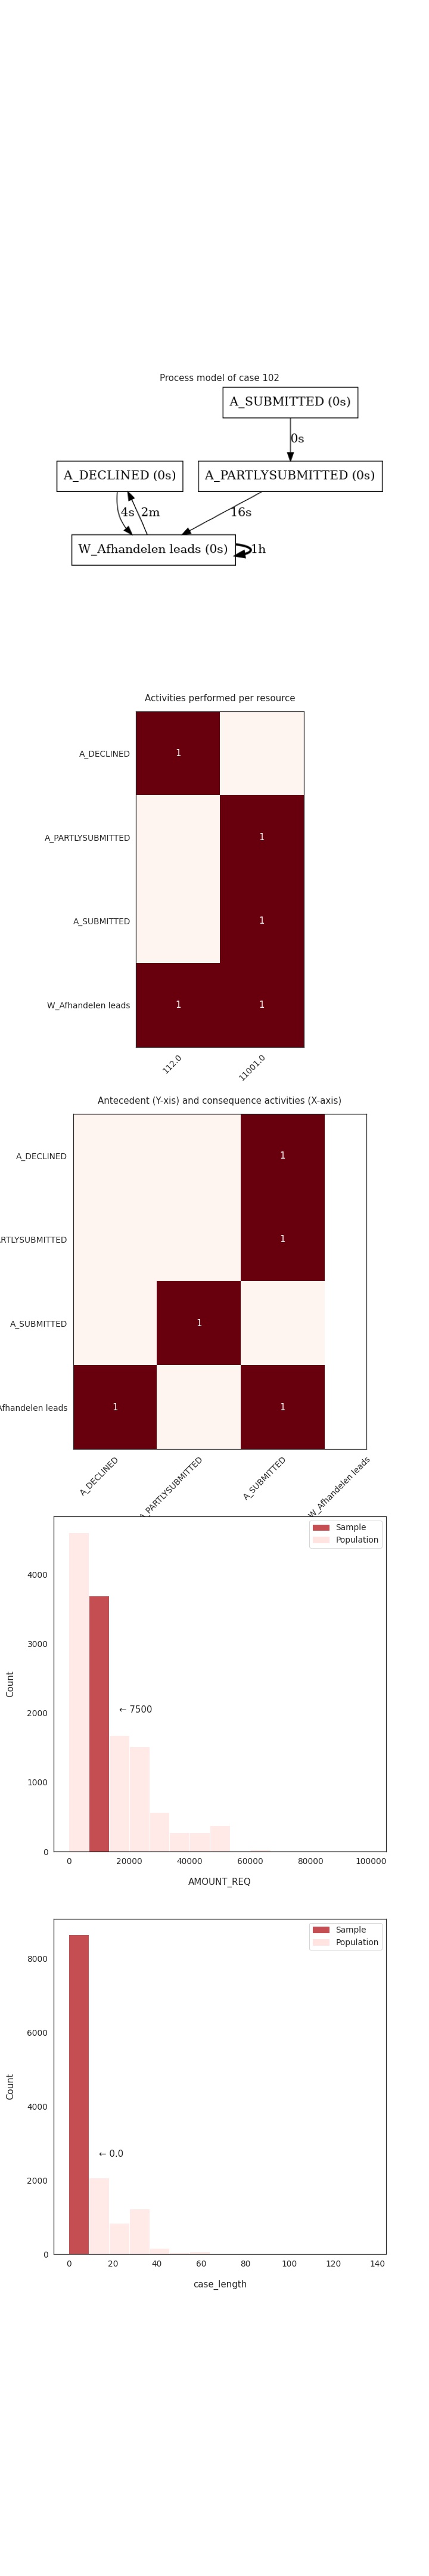 Process model of case 102
A_SUBMITTED (0s)
0s
A_DECLINED (0s) A_PARTLYSUBMITTED (0s)
4s 2m 16s
W_Afhandelen leads (0s) 1h
Activities performed per resource
A_DECLINED 1
A_PARTLYSUBMITTED 1
A_SUBMITTED 1
W_Afhandelen leads 1 1
112.0 11001.0
Antecedent (Y-xis) and consequence activities (X-axis)
A_DECLINED 1
RTLYSUBMITTED 1
A_SUBMITTED 1
Afhandelen leads 1 1
A_DECLINED A_PARTLYSUBMITTED A_SUBMITTED W_Afhandelen leads
Sample
Population
4000
3000
2000
1000
0
Count
← 7500
0 20000 40000 60000 80000 100000
AMOUNT_REQ
Sample
Population
8000
6000
4000
2000
0
Count
← 0.0
0 20 40 60 80 100 120 140
case_length